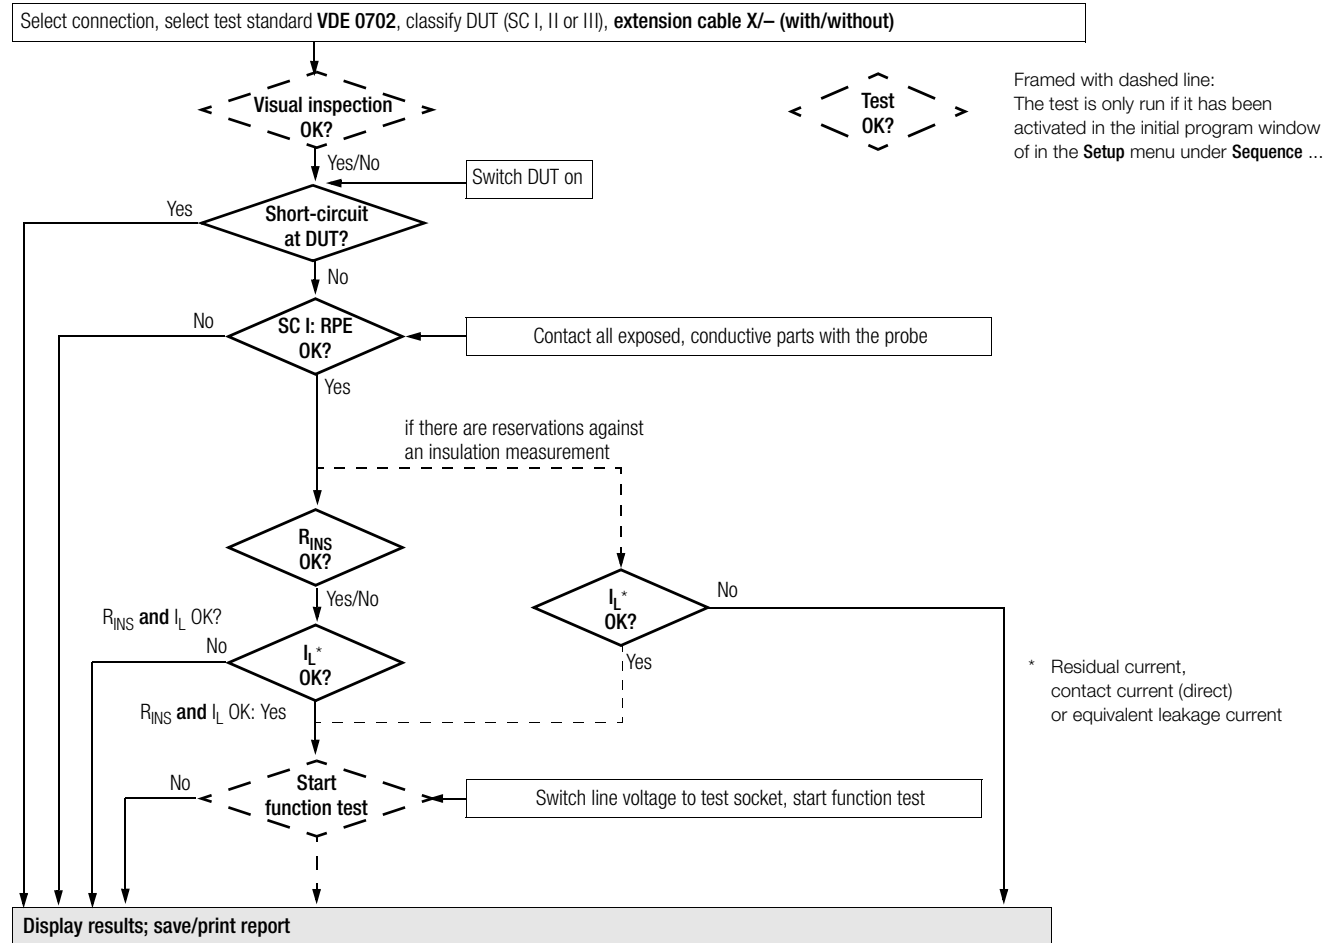 Select connection, select test standard VDE 0702, classify DUT (SC I, II or III), extension cable X/– (with/without)
Visual inspection
OK?
Test
OK?
Framed with dashed line:
The test is only run if it has been
activated in the initial program window
of in the Setup menu under Sequence ...
Yes/No
Switch DUT on
Yes
Short-circuit
at DUT?
No
No
SC I: RPE
OK?
Contact all exposed, conductive parts with the probe
Yes
if there are reservations against
an insulation measurement
RINS
OK?
Yes/No
IL*
OK?
No
Yes
RINS and IL OK?
No
IL*
OK?
RINS and IL OK: Yes
* Residual current,
contact current (direct)
or equivalent leakage current
No
Start
function test
Switch line voltage to test socket, start function test
Display results; save/print report